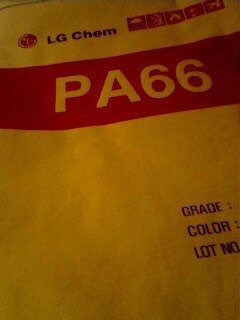 LG Chem
PA66
GRADE :
COLOR :
LOT NO